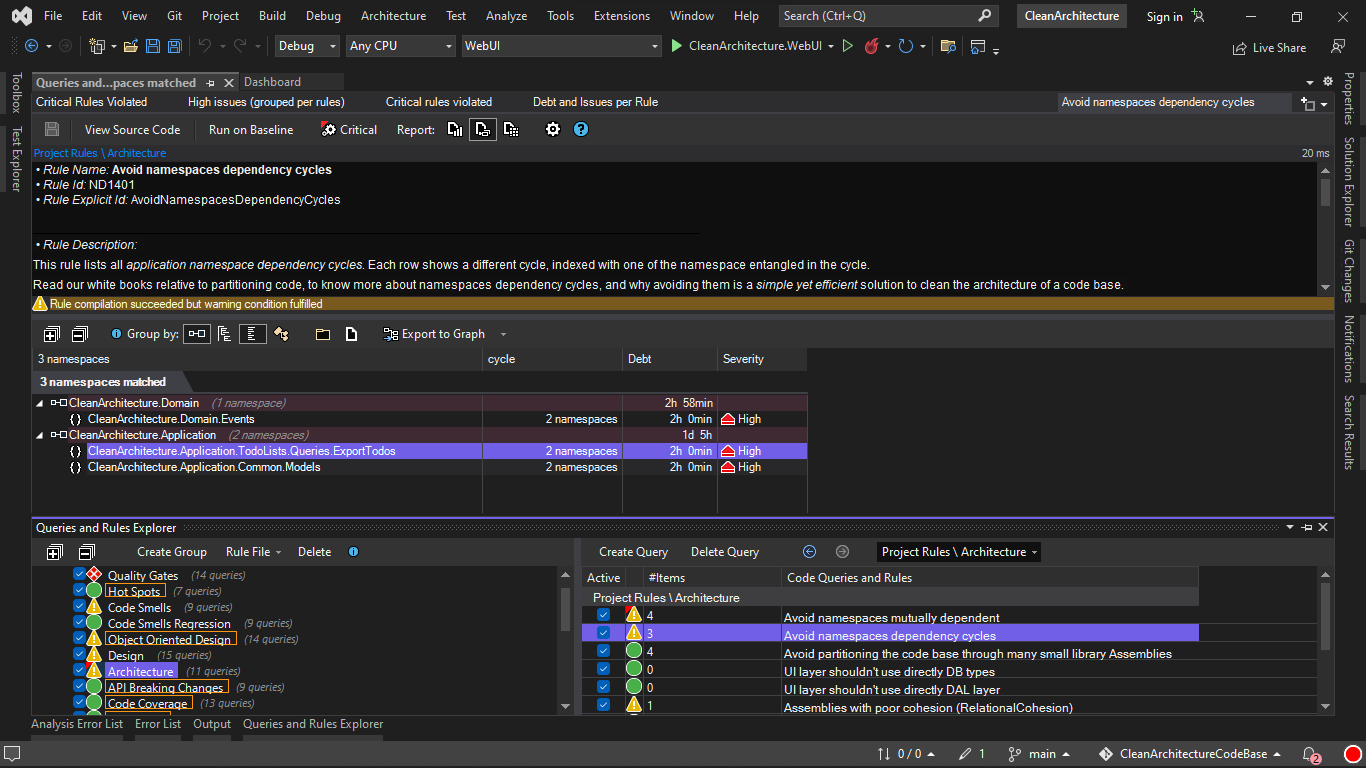 File Edit View Git Project Build Debug Architecture Test Analyze Tools Extensions Window Help Search (Ctrl+Q) CleanArchitecture Sign in
Debug Any CPU WebUI CleanArchitecture.WebUI Live Share
Toolbox
Test Explorer
Queries and...paces matched Dashboard
Critical Rules Violated High issues (grouped per rules) Critical rules violated Debt and Issues per Rule Avoid namespaces dependency cycles
View Source Code Run on Baseline Critical Report:
Project Rules \ Architecture 20 ms
• Rule Name: Avoid namespaces dependency cycles
• Rule Id: ND1401
• Rule Explicit Id: AvoidNamespacesDependencyCycles
• Rule Description:
This rule lists all application namespace dependency cycles. Each row shows a different cycle, indexed with one of the namespace entangled in the cycle.
Read our white books relative to partitioning code, to know more about namespaces dependency cycles, and why avoiding them is a simple yet efficient solution to clean the architecture of a code base.
Rule compilation succeeded but warning condition fulfilled
Group by: Export to Graph
3 namespaces cycle Debt Severity
3 namespaces matched
CleanArchitecture.Domain (1 namespace) 2h 58min
CleanArchitecture.Domain.Events 2 namespaces 2h 0min High
CleanArchitecture.Application (2 namespaces) 1d 5h
CleanArchitecture.Application.TodoLists.Queries.ExportTodos 2 namespaces 2h 0min High
CleanArchitecture.Application.Common.Models 2 namespaces 2h 0min High
Properties
Solution Explorer
Git Changes
Notifications
Search Results
Queries and Rules Explorer
Create Group Rule File Delete
Quality Gates (14 queries)
Hot Spots (7 queries)
Code Smells (9 queries)
Code Smells Regression (9 queries)
Object Oriented Design (14 queries)
Design (15 queries)
Architecture (11 queries)
API Breaking Changes (9 queries)
Code Coverage (13 queries)
Create Query Delete Query Project Rules \ Architecture
Active #Items Code Queries and Rules
Project Rules \ Architecture
4 Avoid namespaces mutually dependent
3 Avoid namespaces dependency cycles
4 Avoid partitioning the code base through many small library Assemblies
0 UI layer shouldn't use directly DB types
0 UI layer shouldn't use directly DAL layer
1 Assemblies with poor cohesion (RelationalCohesion)
Analysis Error List Error List Output Queries and Rules Explorer
0 / 0 1 main CleanArchitectureCodeBase 2